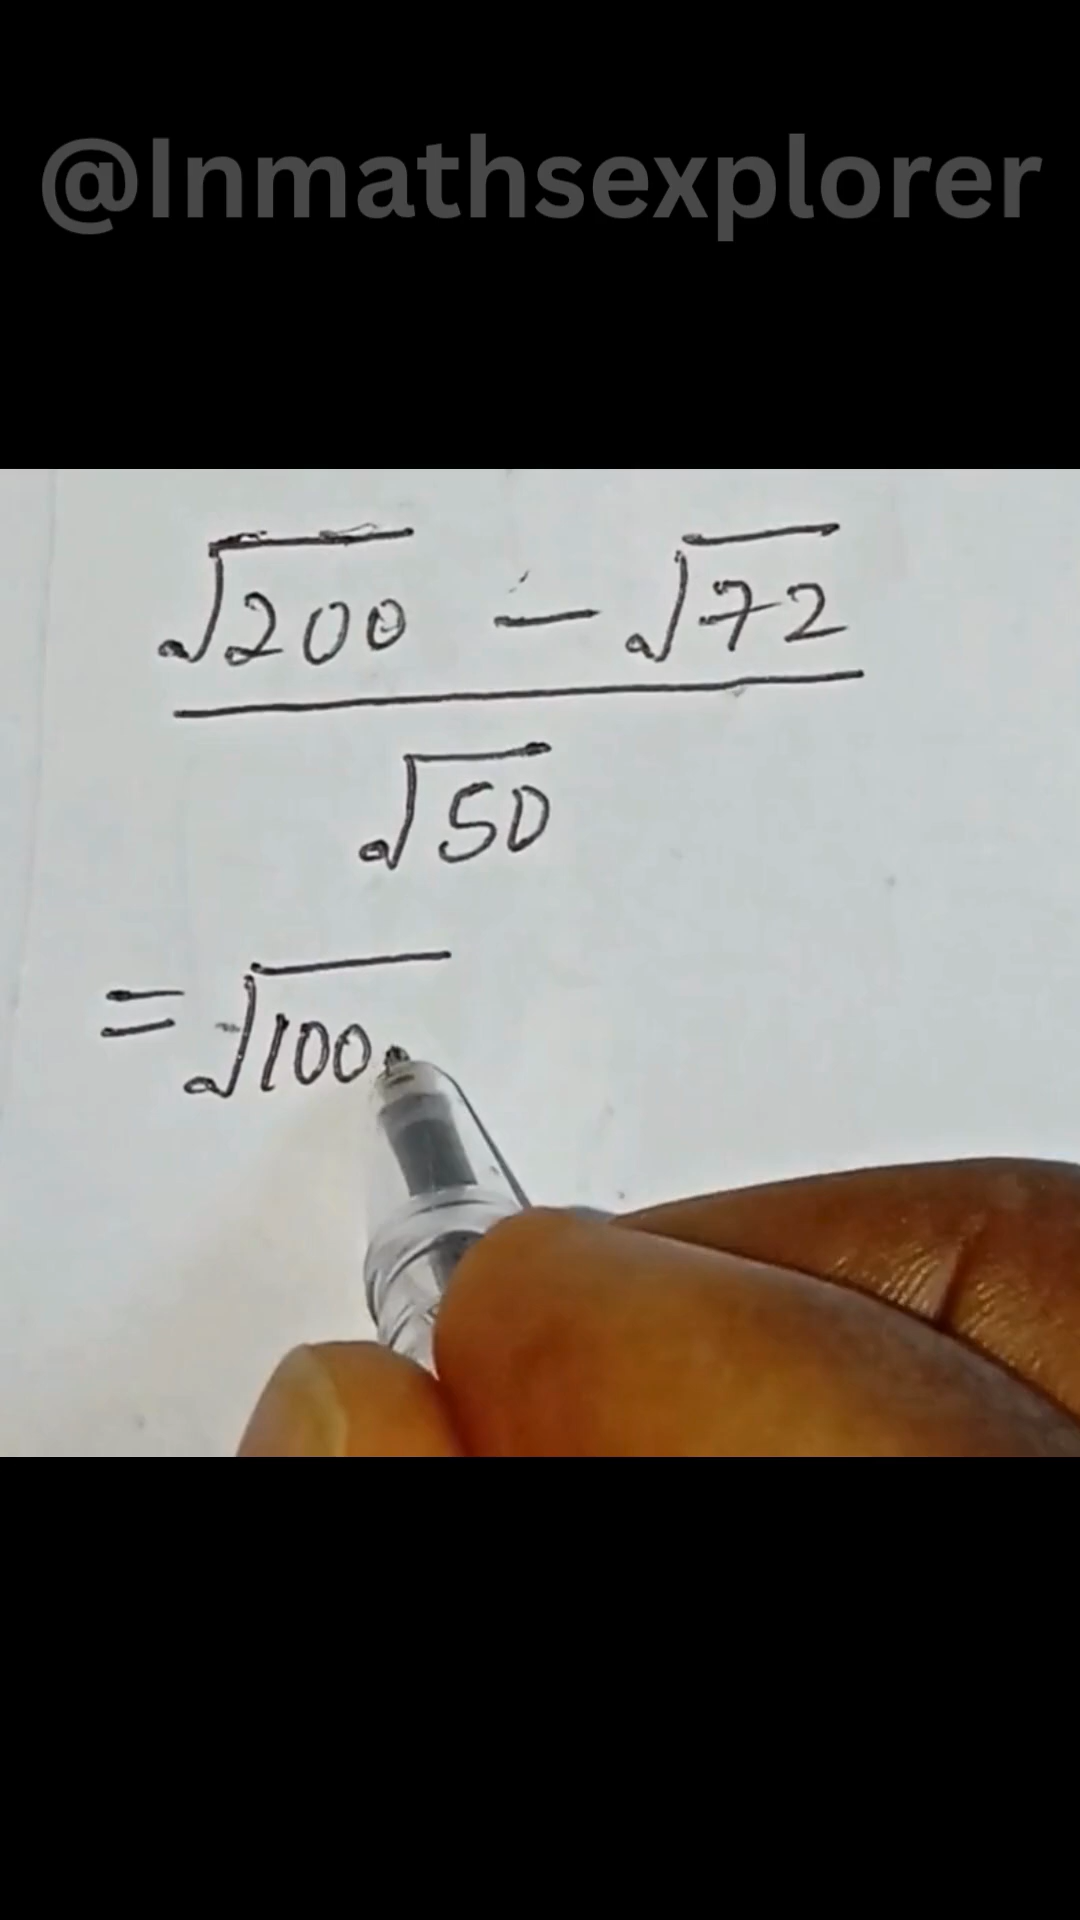 @Inmathsexplorer
√200 - √72
√50
= √100